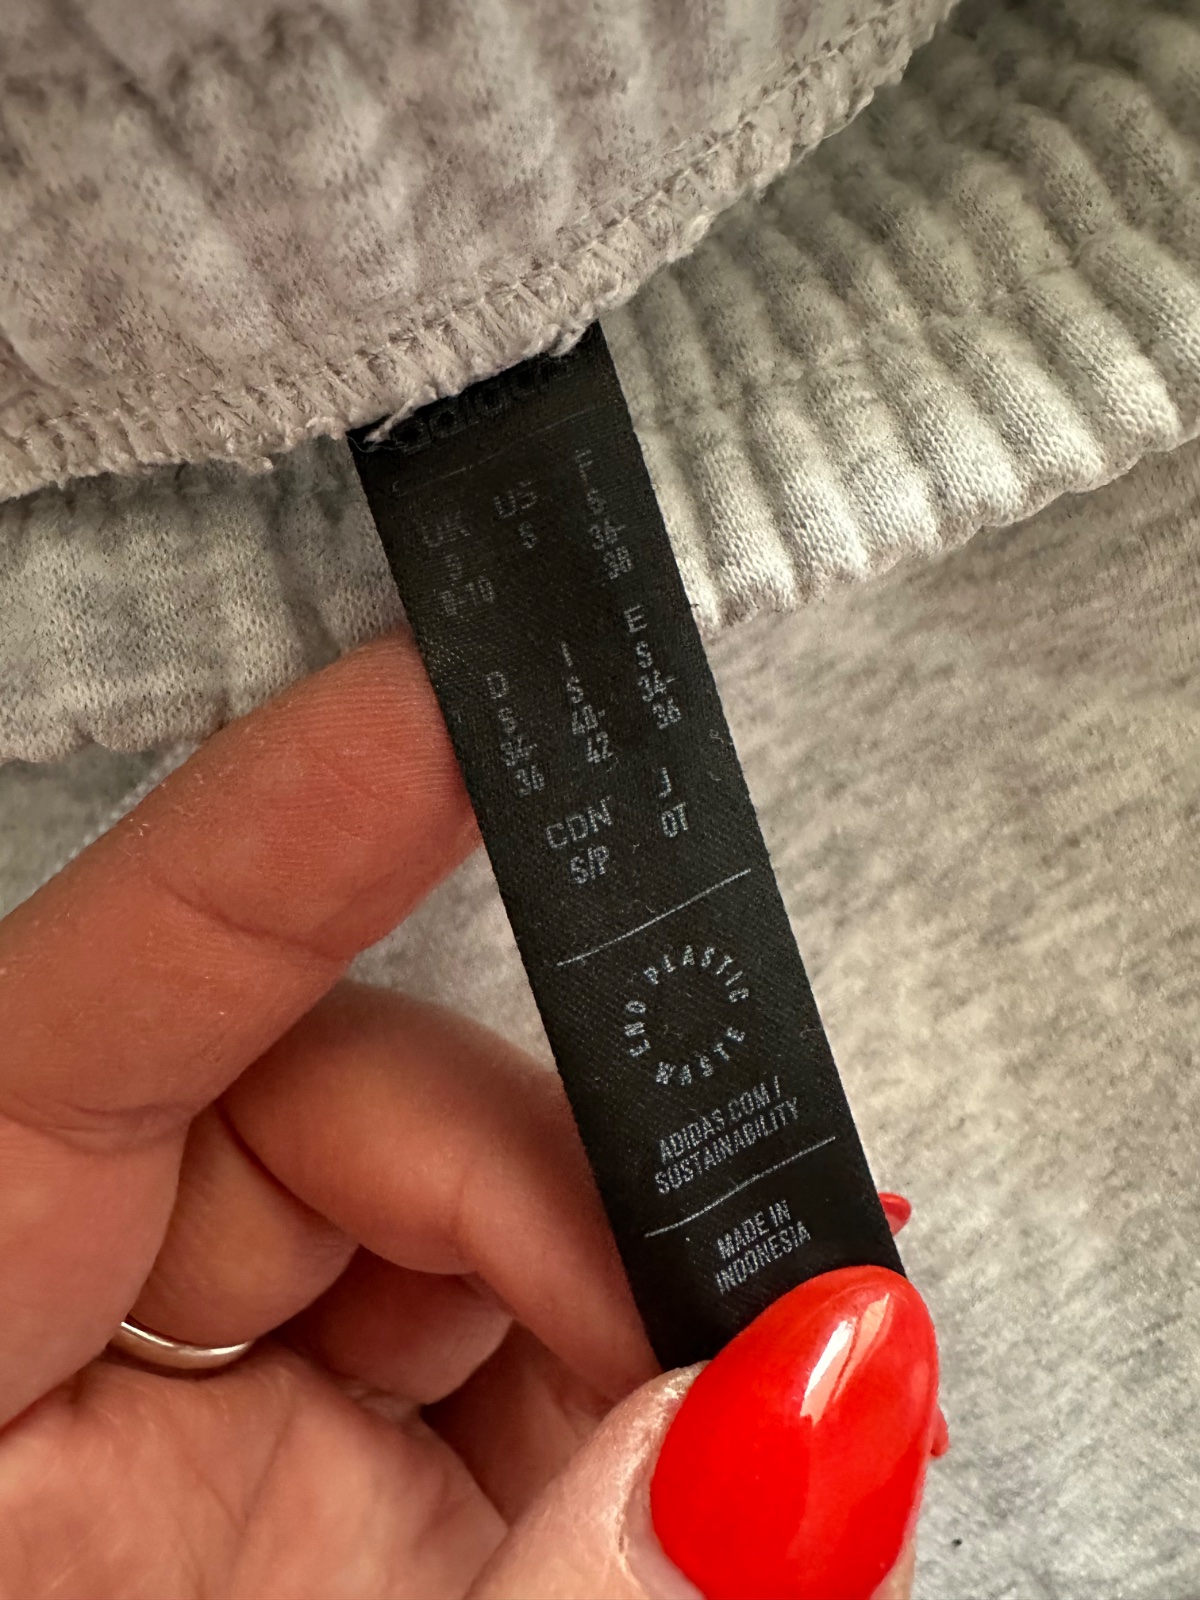 adidas
UK US F
S S S
8-10 36-
38
D I E
S S S
34- 40- 34-
36 42 36
CDN J
S/P OT
END PLASTIC WASTE
ADIDAS.COM/
SUSTAINABILITY
MADE IN
INDONESIA